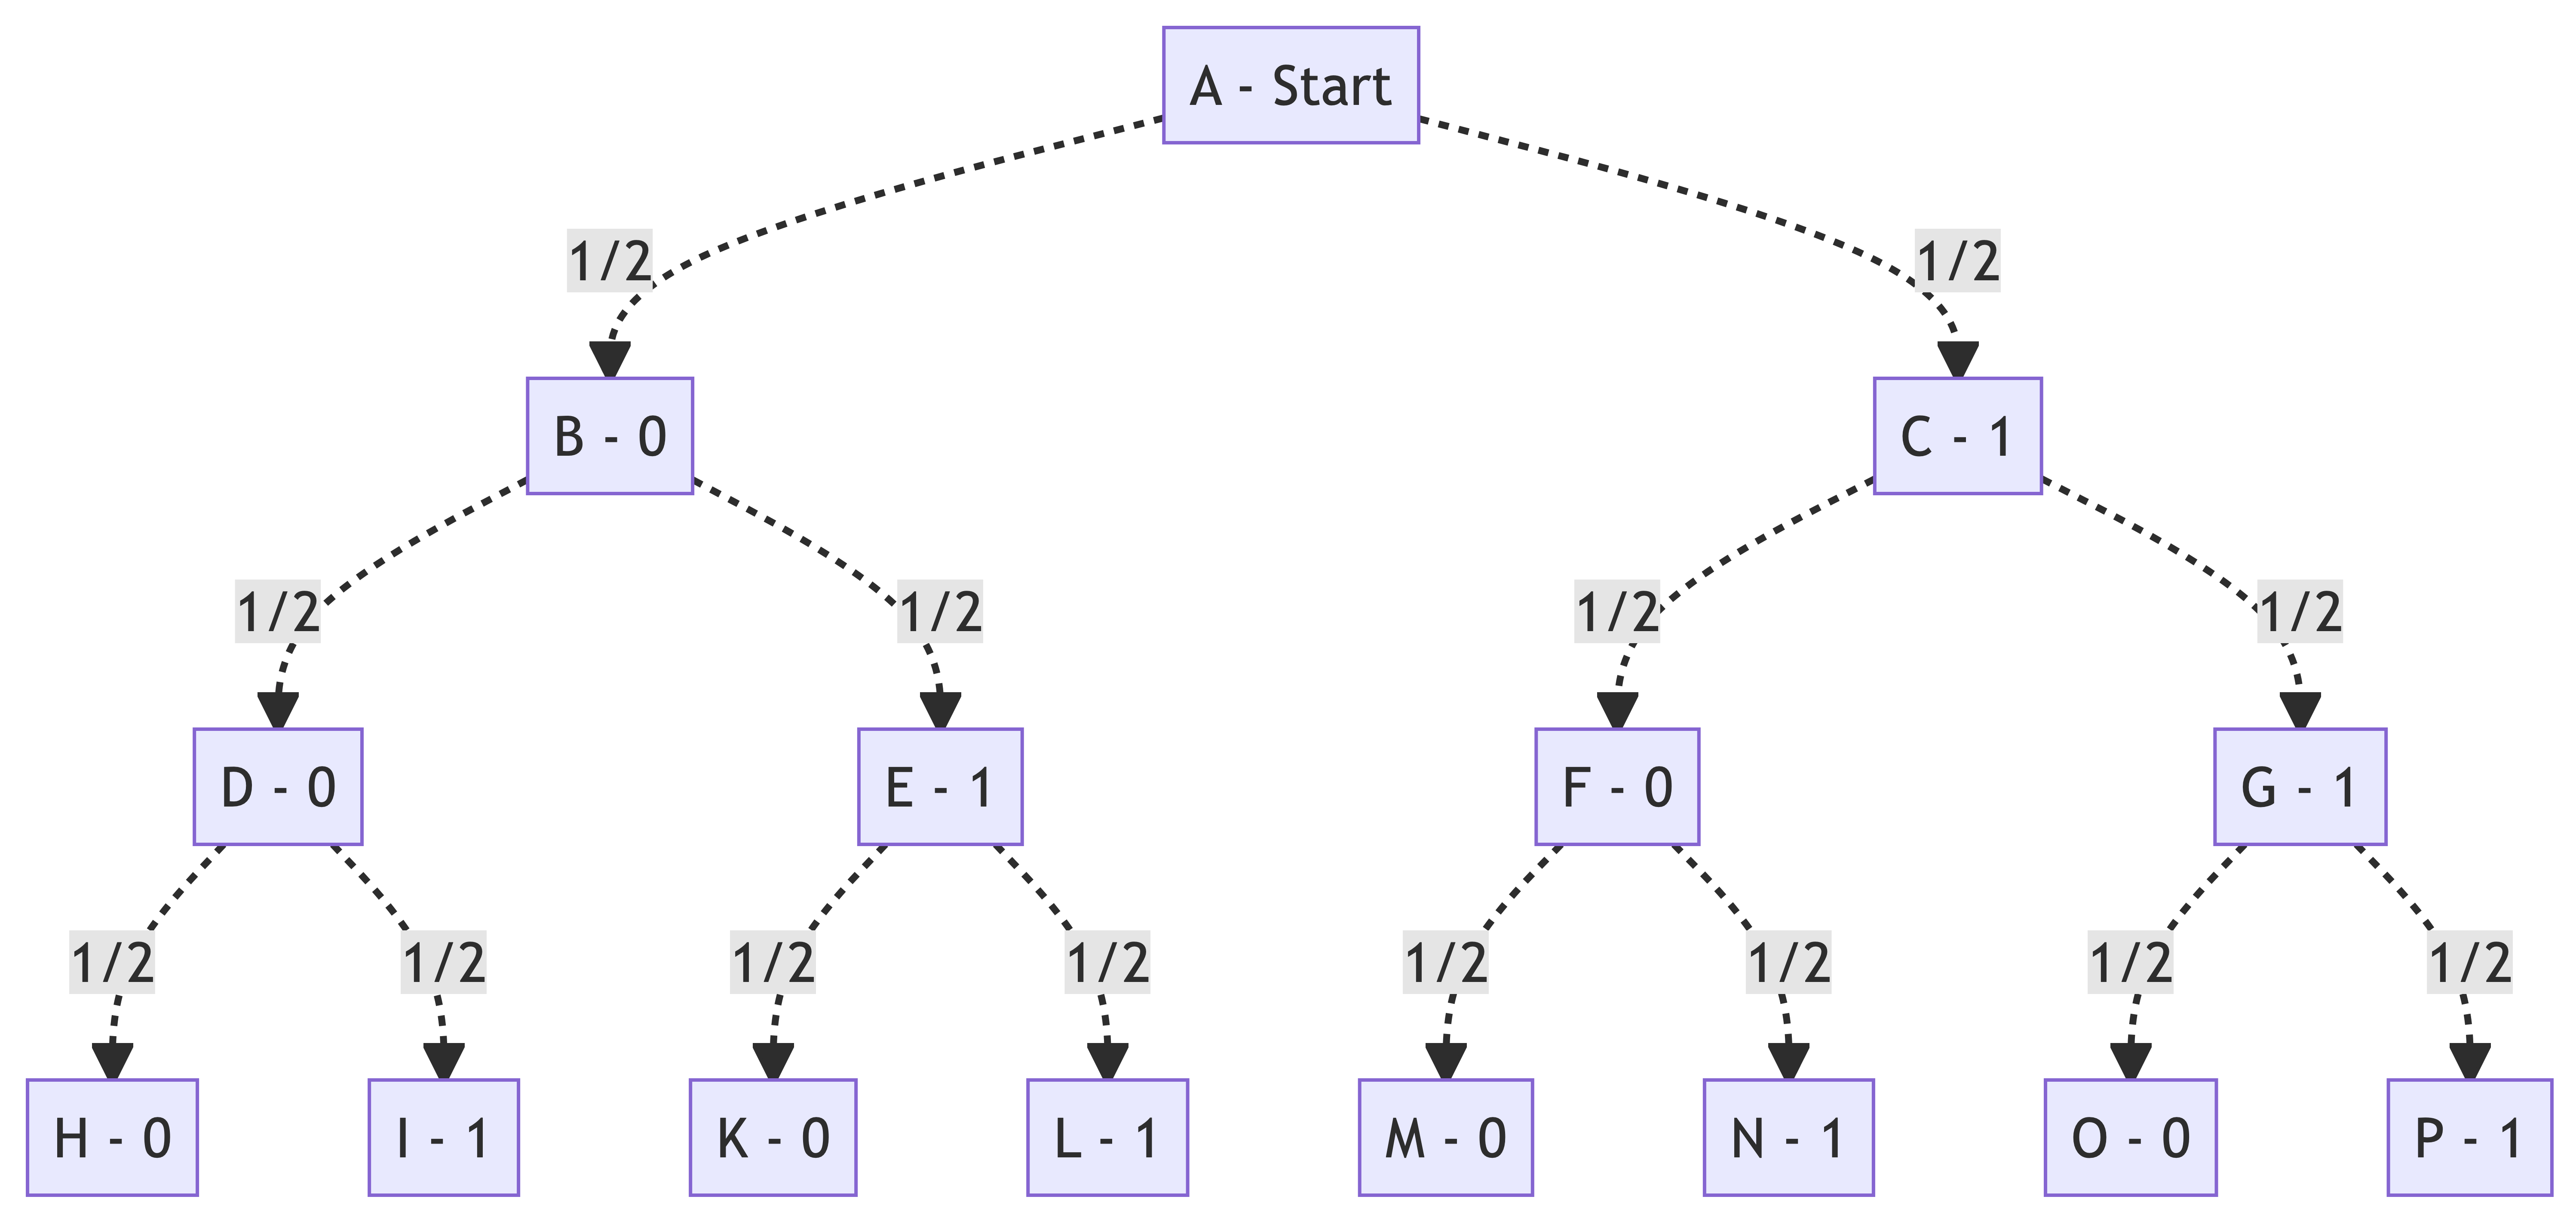 A - Start
1/2
1/2
B - 0
C - 1
1/2
1/2
1/2
1/2
D - 0
E - 1
F - 0
G - 1
1/2
1/2
1/2
1/2
1/2
1/2
1/2
1/2
H - 0
I - 1
K - 0
L - 1
M - 0
N - 1
O - 0
P - 1